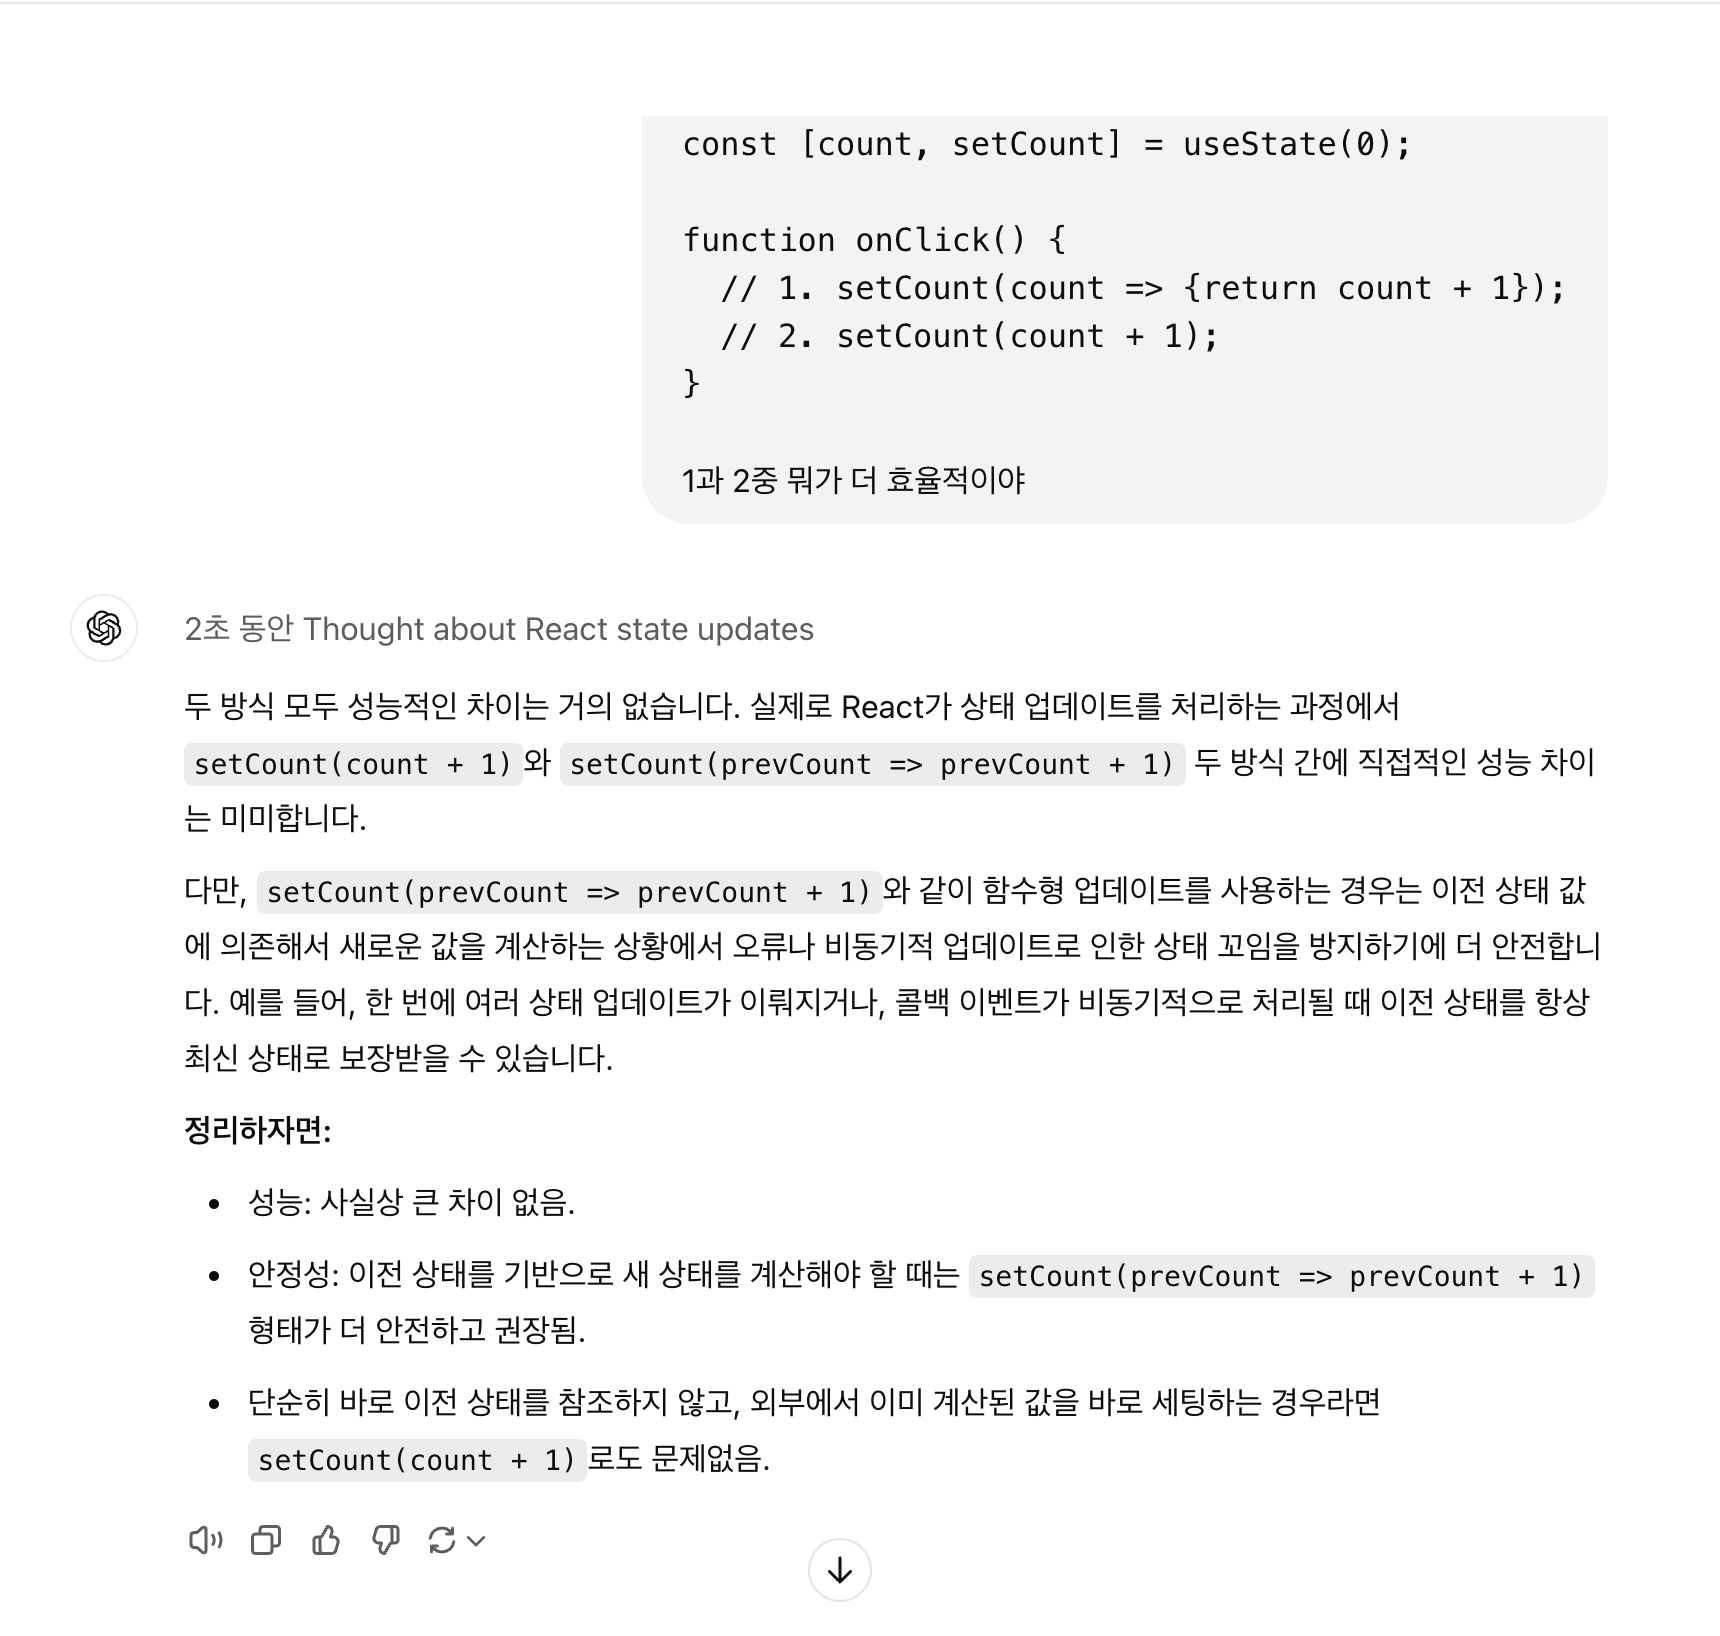 const [count, setCount] = useState(0);
function onClick() {
// 1. setCount(count => {return count + 1});
// 2. setCount(count + 1);
}
1과 2중 뭐가 더 효율적이야
2초 동안 Thought about React state updates
두 방식 모두 성능적인 차이는 거의 없습니다. 실제로 React가 상태 업데이트를 처리하는 과정에서
setCount(count + 1)와 setCount(prevCount => prevCount + 1) 두 방식 간에 직접적인 성능 차이
는 미미합니다.
다만, setCount(prevCount => prevCount + 1)와 같이 함수형 업데이트를 사용하는 경우는 이전 상태 값
에 의존해서 새로운 값을 계산하는 상황에서 오류나 비동기적 업데이트로 인한 상태 꼬임을 방지하기에 더 안전합니
다. 예를 들어, 한 번에 여러 상태 업데이트가 이뤄지거나, 콜백 이벤트가 비동기적으로 처리될 때 이전 상태를 항상
최신 상태로 보장받을 수 있습니다.
정리하자면:
• 성능: 사실상 큰 차이 없음.
• 안정성: 이전 상태를 기반으로 새 상태를 계산해야 할 때는 setCount(prevCount => prevCount + 1)
형태가 더 안전하고 권장됨.
• 단순히 바로 이전 상태를 참조하지 않고, 외부에서 이미 계산된 값을 바로 세팅하는 경우라면
setCount(count + 1)로도 문제없음.